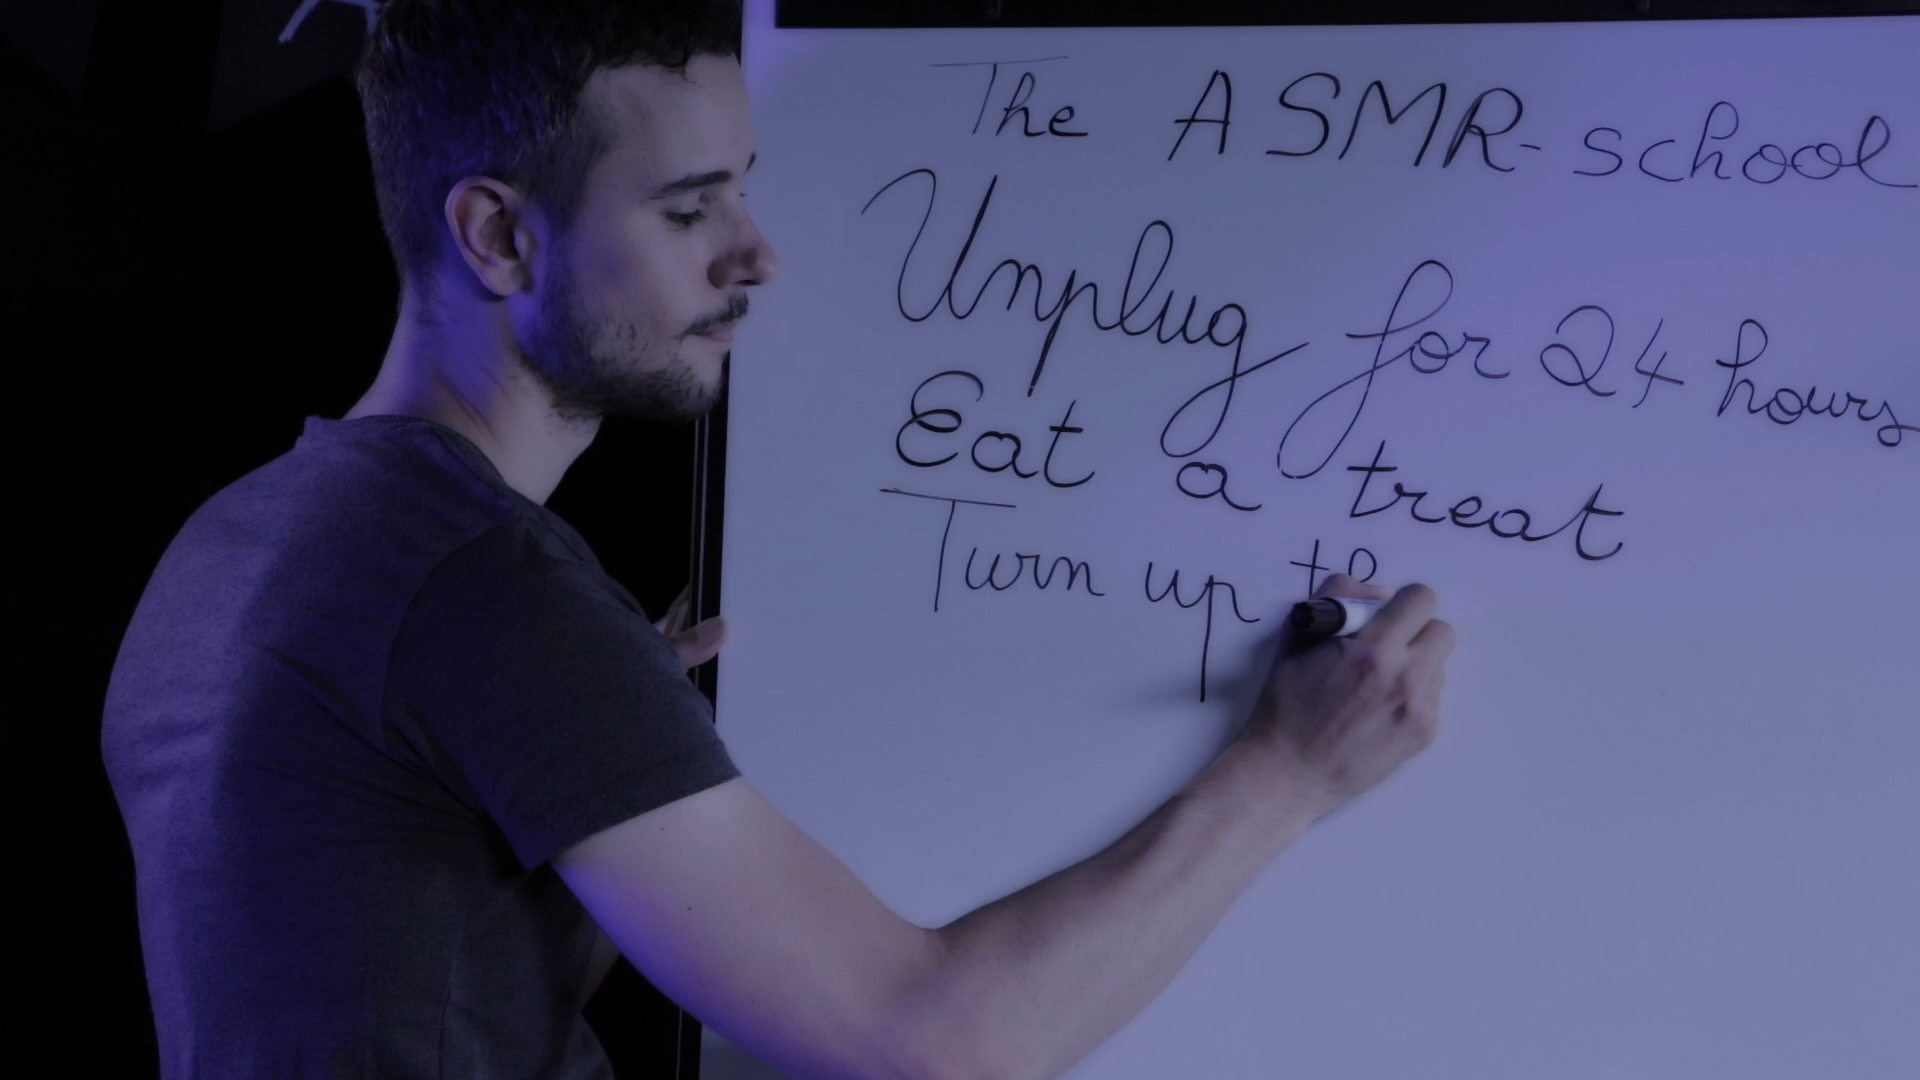 The ASMR-school
Unplug for 24 hours
Eat a treat
Turn up